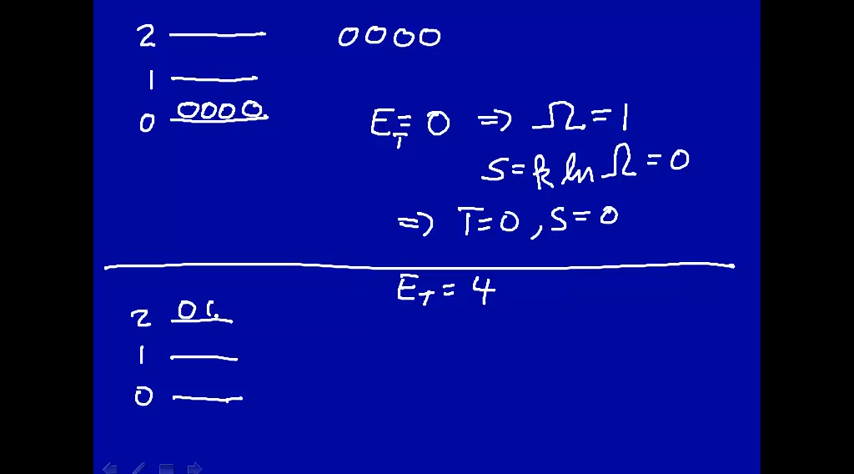 2 0000
1
0 0000
E_T = 0 => Ω = 1
S = k ln Ω = 0
=> T = 0, S = 0
E_T = 4
2 0
1
0